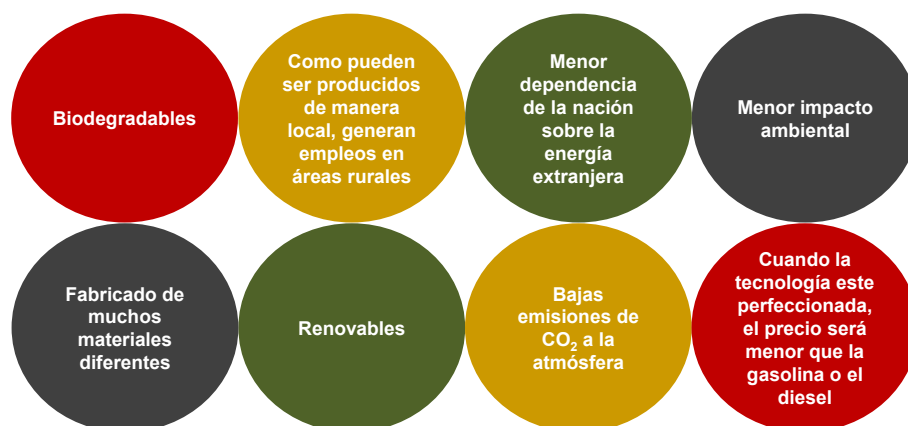 Biodegradables
Como pueden
ser producidos
de manera
local, generan
empleos en
áreas rurales
Menor
dependencia
de la nación
sobre la
energía
extranjera
Menor impacto
ambiental
Fabricado de
muchos
materiales
diferentes
Renovables
Bajas
emisiones de
CO₂ a la
atmósfera
Cuando la
tecnología este
perfeccionada,
el precio será
menor que la
gasolina o el
diesel